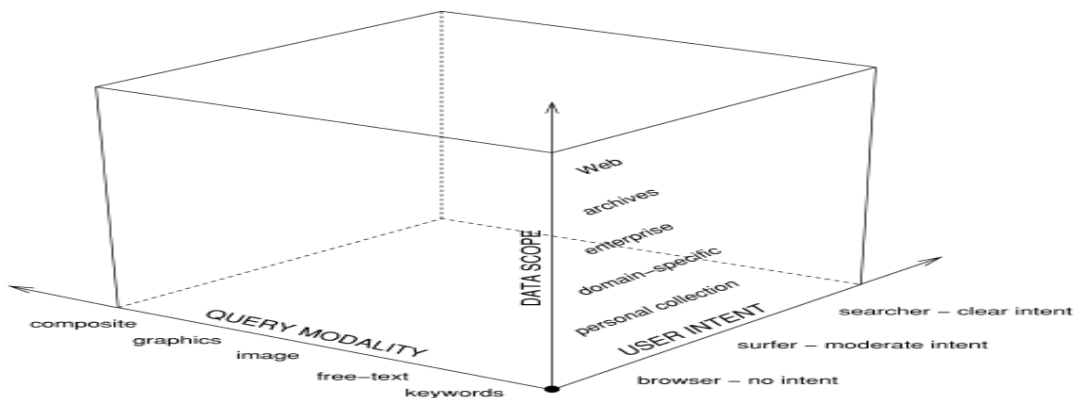 Web
archives
enterprise
domain-specific
personal collection
DATA SCOPE
USER INTENT
QUERY MODALITY
composite
graphics
image
free-text
keywords
searcher - clear intent
surfer - moderate intent
browser - no intent